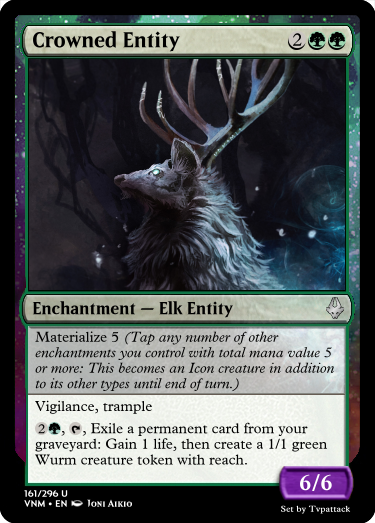 Crowned Entity 2
Enchantment — Elk Entity
Materialize 5 (Tap any number of other
enchantments you control with total mana value 5
or more: This becomes an Icon creature in addition
to its other types until end of turn.)
Vigilance, trample
2, , Exile a permanent card from your
graveyard: Gain 1 life, then create a 1/1 green
Wurm creature token with reach.
6/6
161/296 U
VNM • EN Joni Aikio
Set by Tvpattack